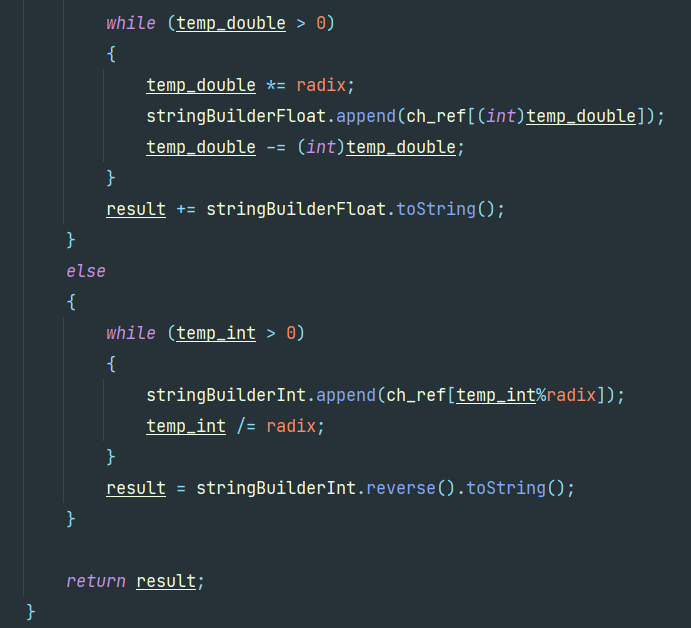 while (temp_double > 0)
{
temp_double *= radix;
stringBuilderFloat.append(ch_ref[(int)temp_double]);
temp_double -= (int)temp_double;
}
result += stringBuilderFloat.toString();
}
else
{
while (temp_int > 0)
{
stringBuilderInt.append(ch_ref[temp_int%radix]);
temp_int /= radix;
}
result = stringBuilderInt.reverse().toString();
}
return result;
}